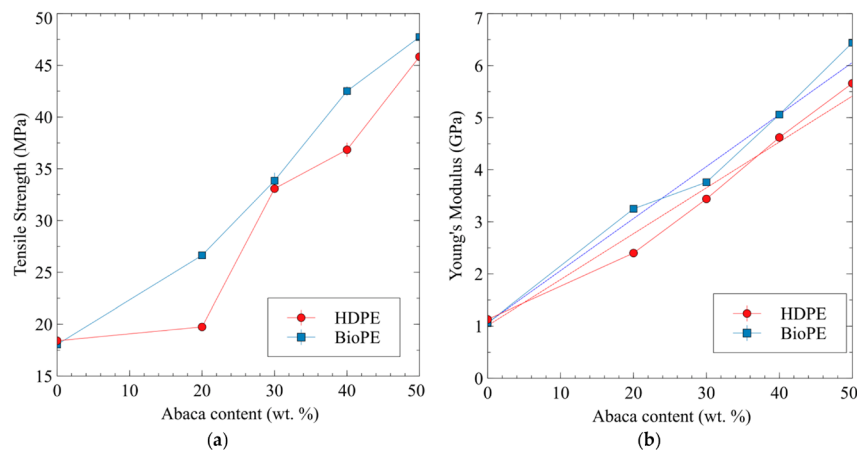 50
45
40
35
30
25
20
15
Tensile Strength (MPa)
HDPE
BioPE
0 10 20 30 40 50
Abaca content (wt. %)
(a)
7
6
5
4
3
2
1
0
Young's Modulus (GPa)
HDPE
BioPE
0 10 20 30 40 50
Abaca content (wt. %)
(b)